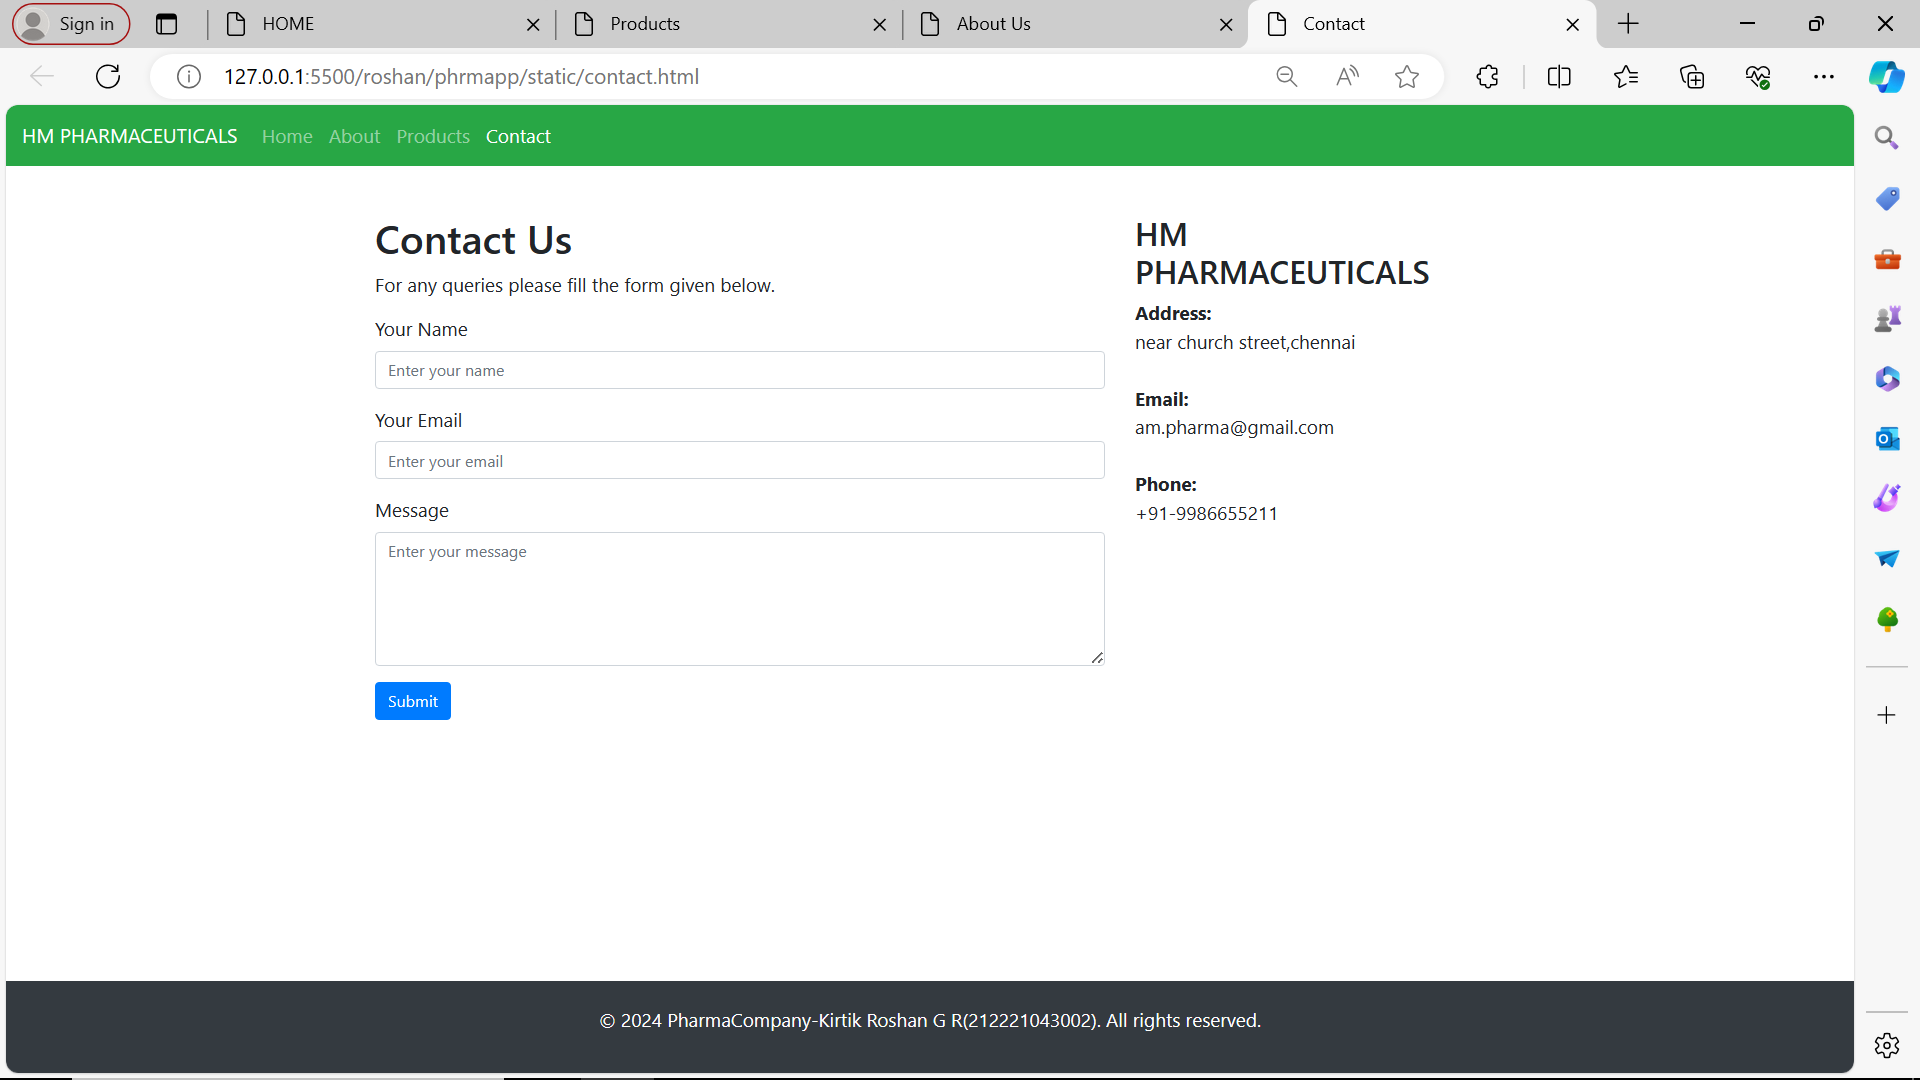 Sign in
HOME
Products
About Us
Contact
127.0.0.1:5500/roshan/phrmapp/static/contact.html
HM PHARMACEUTICALS Home About Products Contact
Contact Us
For any queries please fill the form given below.
Your Name
Enter your name
Your Email
Enter your email
Message
Enter your message
Submit
HM
PHARMACEUTICALS
Address:
near church street,chennai
Email:
am.pharma@gmail.com
Phone:
+91-9986655211
© 2024 PharmaCompany-Kirtik Roshan G R(212221043002). All rights reserved.